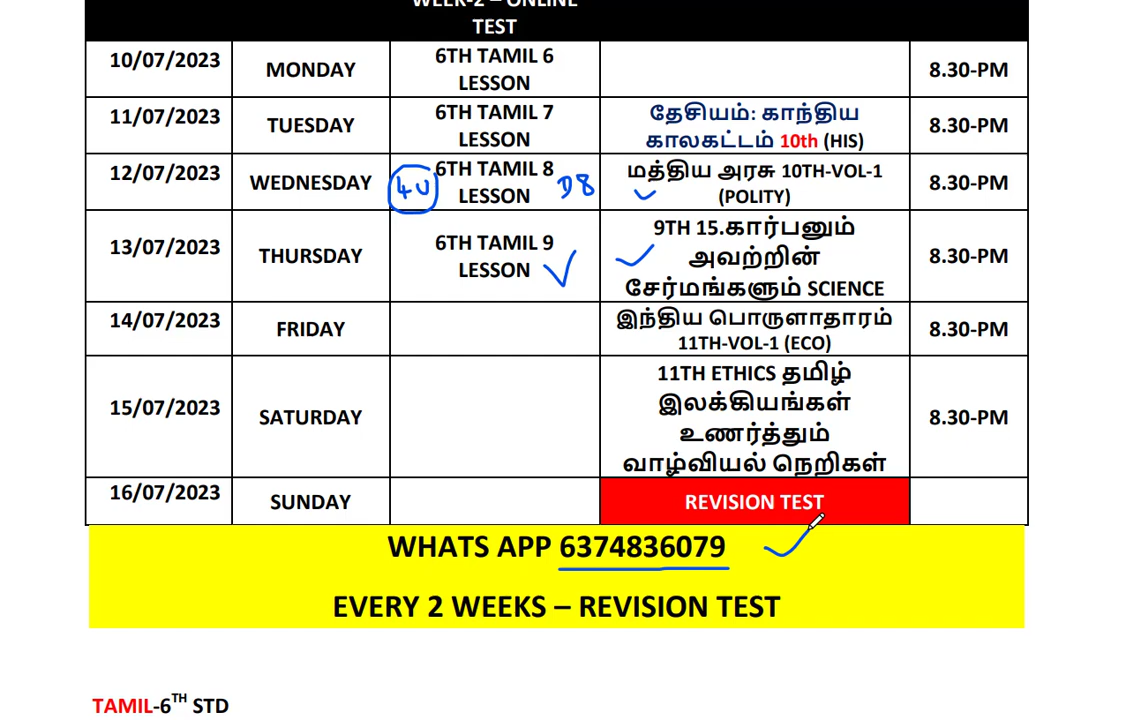 WEEK-2 – ONLINE
TEST
10/07/2023 MONDAY 6TH TAMIL 6 8.30-PM
LESSON
11/07/2023 TUESDAY 6TH TAMIL 7 தேசியம்: காந்திய 8.30-PM
LESSON காலகட்டம் 10th (HIS)
12/07/2023 WEDNESDAY 4U 6TH TAMIL 8 மத்திய அரசு 10TH-VOL-1 8.30-PM
LESSON (POLITY)
13/07/2023 THURSDAY 6TH TAMIL 9 9TH 15.கார்பனும் 8.30-PM
LESSON அவற்றின்
சேர்மங்களும் SCIENCE
14/07/2023 FRIDAY இந்திய பொருளாதாரம் 8.30-PM
11TH-VOL-1 (ECO)
15/07/2023 SATURDAY 11TH ETHICS தமிழ் 8.30-PM
இலக்கியங்கள்
உணர்த்தும்
வாழ்வியல் நெறிகள்
16/07/2023 SUNDAY REVISION TEST
WHATS APP 6374836079
EVERY 2 WEEKS – REVISION TEST
TAMIL-6TH STD